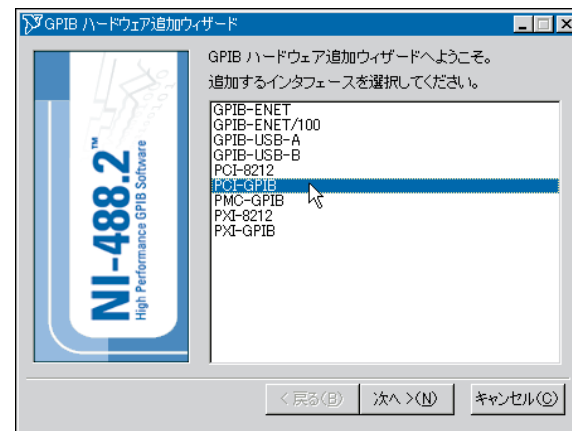 GPIB ハードウェア追加ウィザード
GPIB ハードウェア追加ウィザードへようこそ。
追加するインタフェースを選択してください。
GPIB-ENET
GPIB-ENET/100
GPIB-USB-A
GPIB-USB-B
PCI-8212
PCI-GPIB
PMC-GPIB
PXI-8212
PXI-GPIB
NI-488.2™
High Performance GPIB Software
< 戻る(B)
次へ >(N)
キャンセル(C)